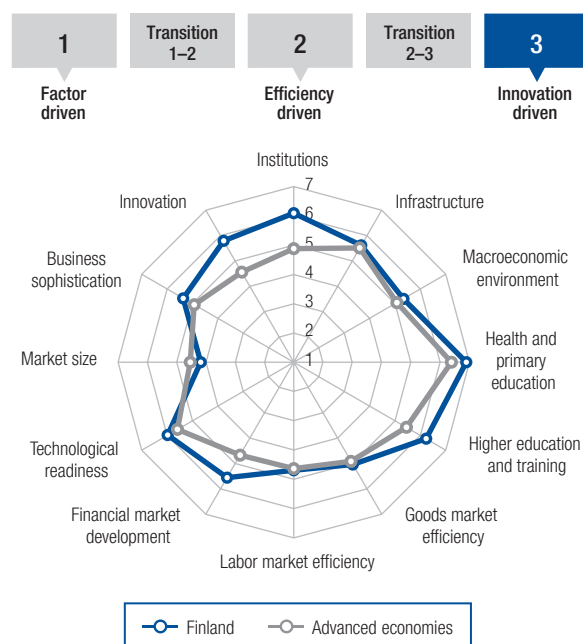 1
Transition
1–2
2
Transition
2–3
3
Factor
driven
Efficiency
driven
Innovation
driven
Institutions
7
6
5
4
3
2
1
Infrastructure
Macroeconomic
environment
Health and
primary
education
Higher education
and training
Goods market
efficiency
Labor market efficiency
Financial market
development
Technological
readiness
Market size
Business
sophistication
Innovation
Finland
Advanced economies